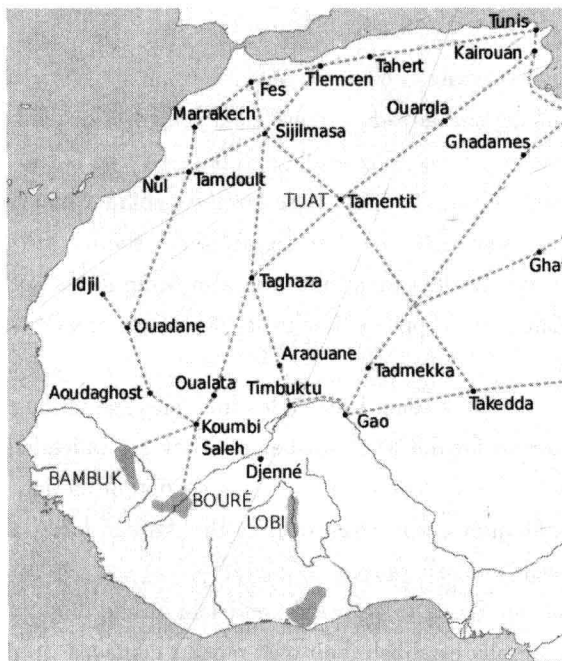 Tunis
Kairouan
Tahert
Tlemcen
Fes
Ouargla
Marrakech
Sijilmasa
Ghadames
Nul
Tamdoult
TUAT
Tamentit
Ghat
Taghaza
Idjil
Ouadane
Araouane
Tadmekka
Aoudaghost
Oualata
Timbuktu
Takedda
Koumbi
Saleh
Gao
Djenné
BAMBUK
BOURÉ
LOBI